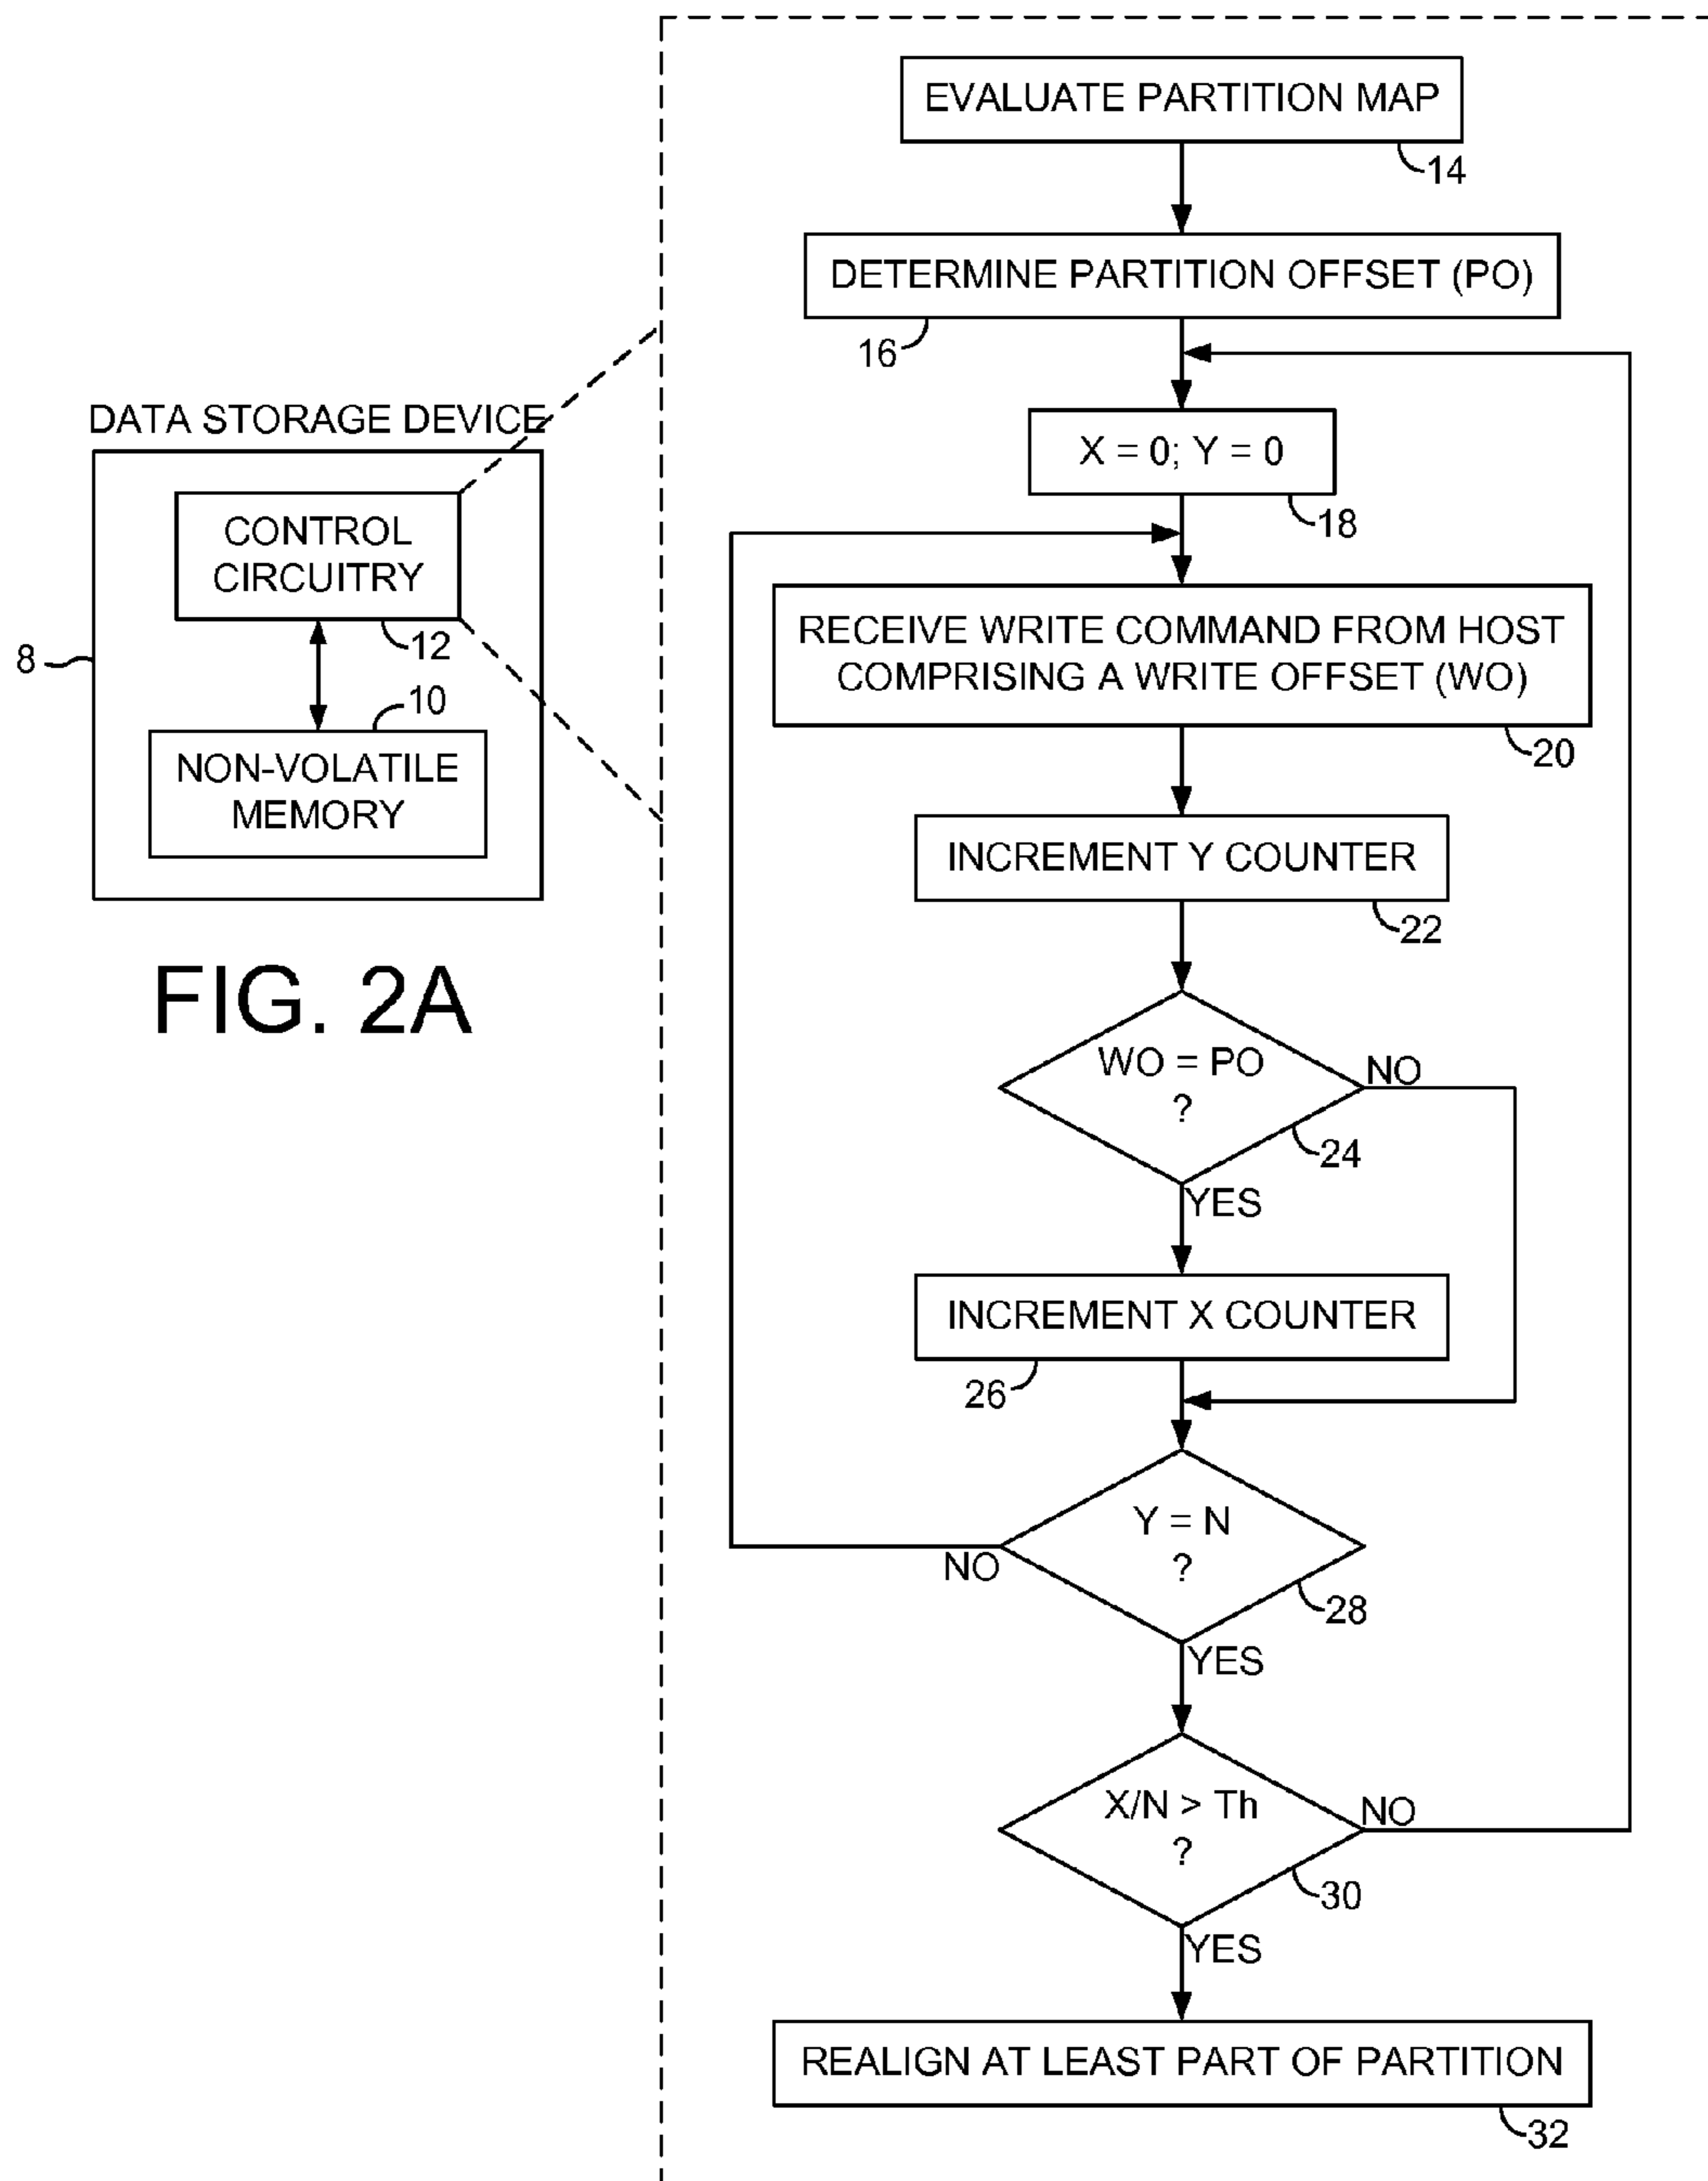 DATA STORAGE DEVICE
CONTROL
CIRCUITRY
12
8
10
NON-VOLATILE
MEMORY
FIG. 2A
EVALUATE PARTITION MAP
14
DETERMINE PARTITION OFFSET (PO)
16
X = 0; Y = 0
18
RECEIVE WRITE COMMAND FROM HOST
COMPRISING A WRITE OFFSET (WO)
20
INCREMENT Y COUNTER
22
WO = PO
?
NO
24
YES
INCREMENT X COUNTER
26
Y = N
?
NO
28
YES
X/N > Th
?
NO
30
YES
REALIGN AT LEAST PART OF PARTITION
32